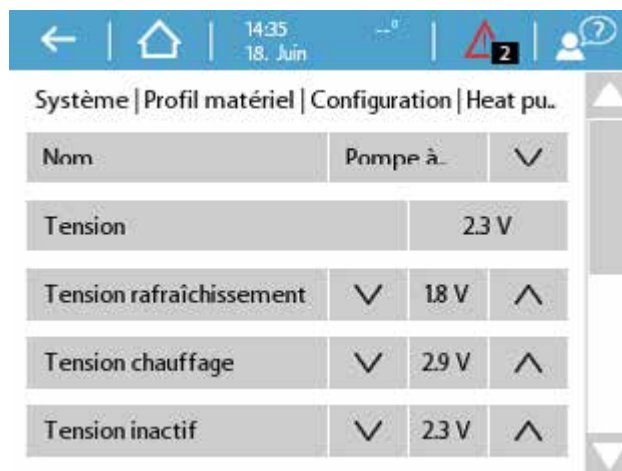 14:35
18. Juin
--°
2
?
Système | Profil matériel | Configuration | Heat pu..
Nom Pompe à..
Tension 2.3 V
Tension rafraîchissement 1.8 V
Tension chauffage 2.9 V
Tension inactif 2.3 V